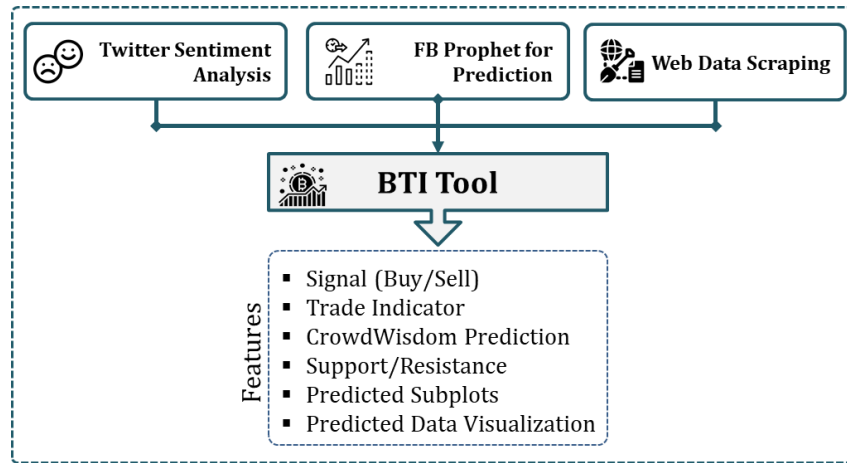 Twitter Sentiment
Analysis
FB Prophet for
Prediction
Web Data Scraping
BTI Tool
Features
▪ Signal (Buy/Sell)
▪ Trade Indicator
▪ CrowdWisdom Prediction
▪ Support/Resistance
▪ Predicted Subplots
▪ Predicted Data Visualization